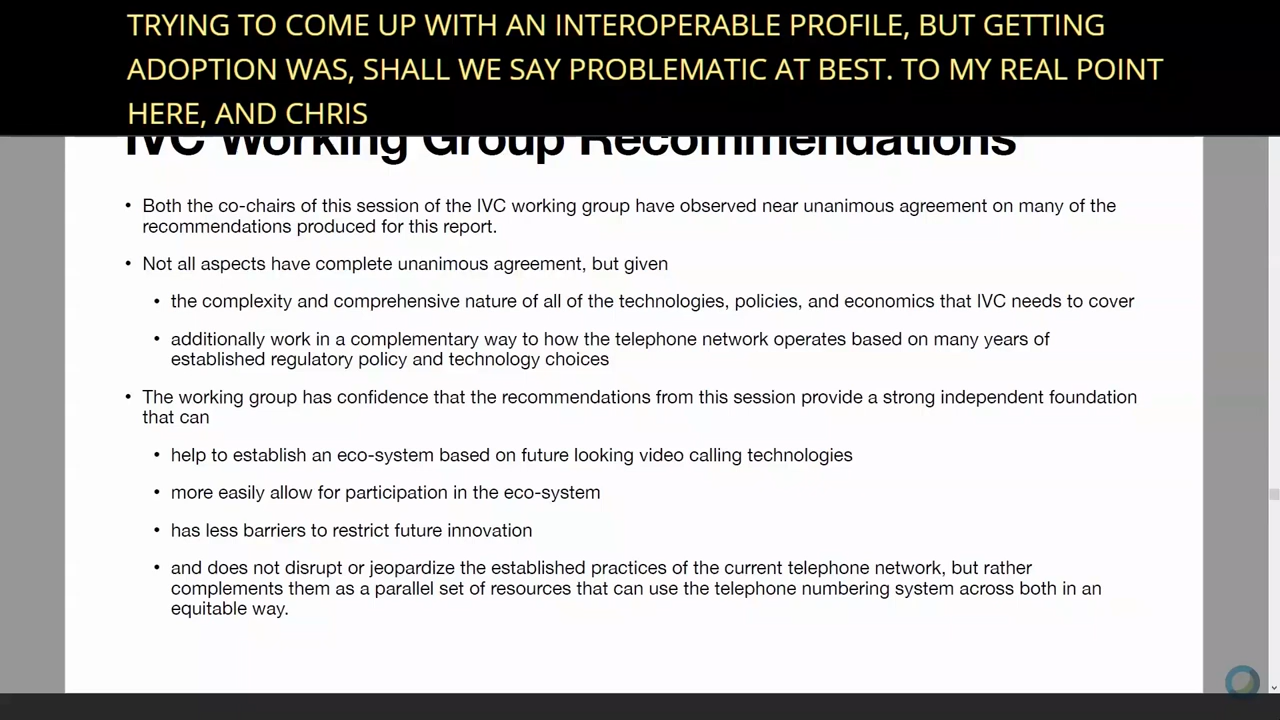 TRYING TO COME UP WITH AN INTEROPERABLE PROFILE, BUT GETTING
ADOPTION WAS, SHALL WE SAY PROBLEMATIC AT BEST. TO MY REAL POINT
HERE, AND CHRIS
IVC Working Group Recommendations
• Both the co-chairs of this session of the IVC working group have observed near unanimous agreement on many of the
recommendations produced for this report.
• Not all aspects have complete unanimous agreement, but given
• the complexity and comprehensive nature of all of the technologies, policies, and economics that IVC needs to cover
• additionally work in a complementary way to how the telephone network operates based on many years of
established regulatory policy and technology choices
• The working group has confidence that the recommendations from this session provide a strong independent foundation
that can
• help to establish an eco-system based on future looking video calling technologies
• more easily allow for participation in the eco-system
• has less barriers to restrict future innovation
• and does not disrupt or jeopardize the established practices of the current telephone network, but rather
complements them as a parallel set of resources that can use the telephone numbering system across both in an
equitable way.